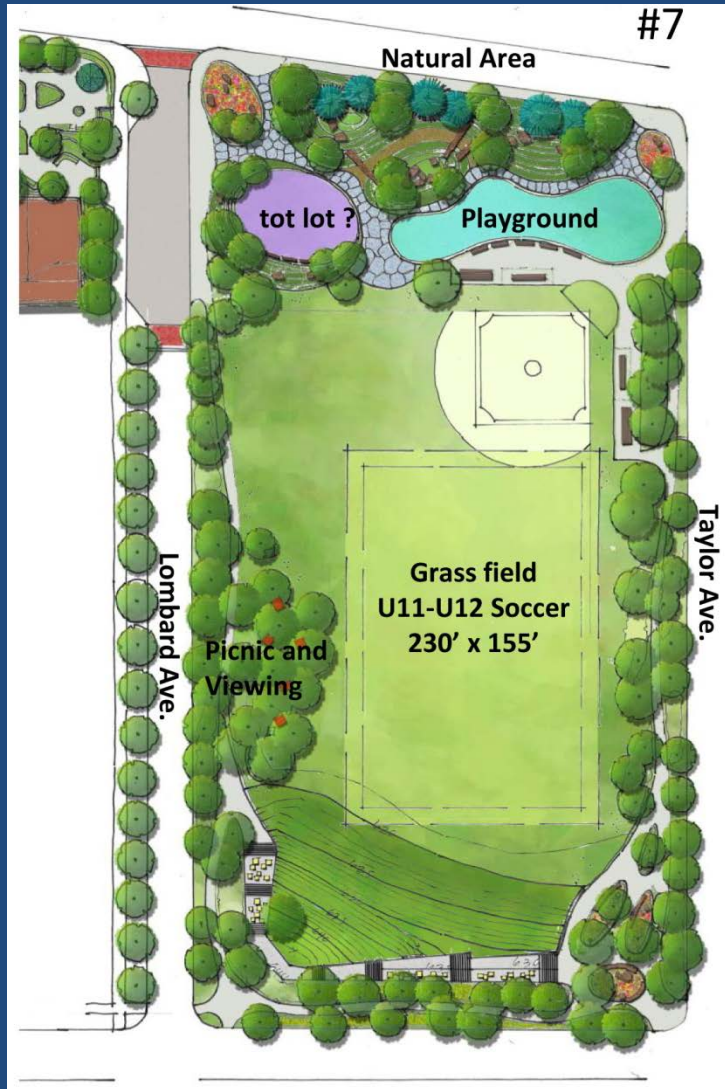 #7
Natural Area
tot lot ?
Playground
Grass field
U11-U12 Soccer
230' x 155'
Taylor Ave.
Lombard Ave.
Picnic and
Viewing
630